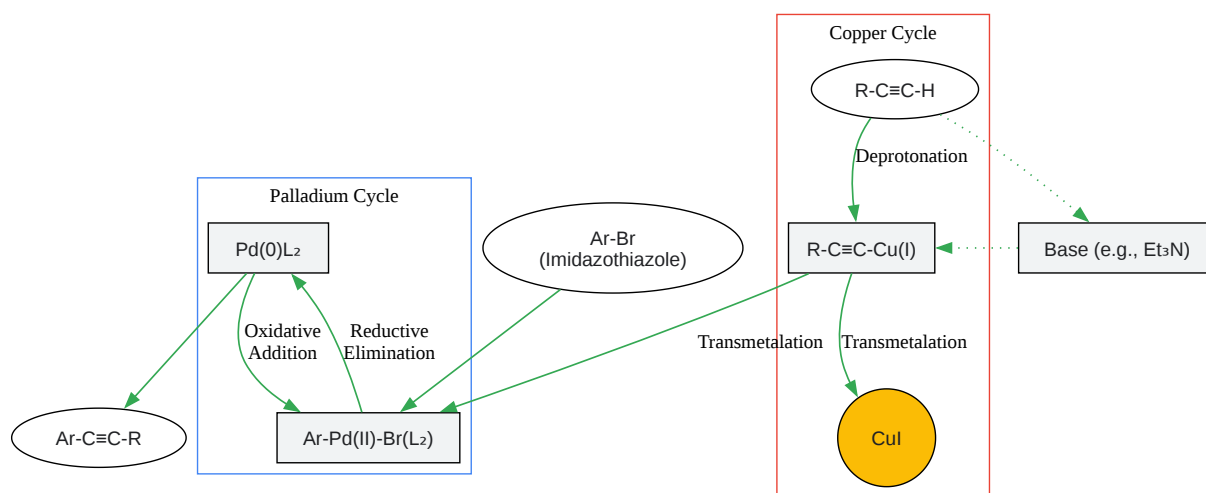 Copper Cycle
R-C≡C-H
Deprotonation
Palladium Cycle
Pd(0)L₂
Ar-Br
(Imidazothiazole)
R-C≡C-Cu(I)
Base (e.g., Et₃N)
Oxidative
Addition
Reductive
Elimination
Transmetalation
Transmetalation
Ar-C≡C-R
Ar-Pd(II)-Br(L₂)
CuI